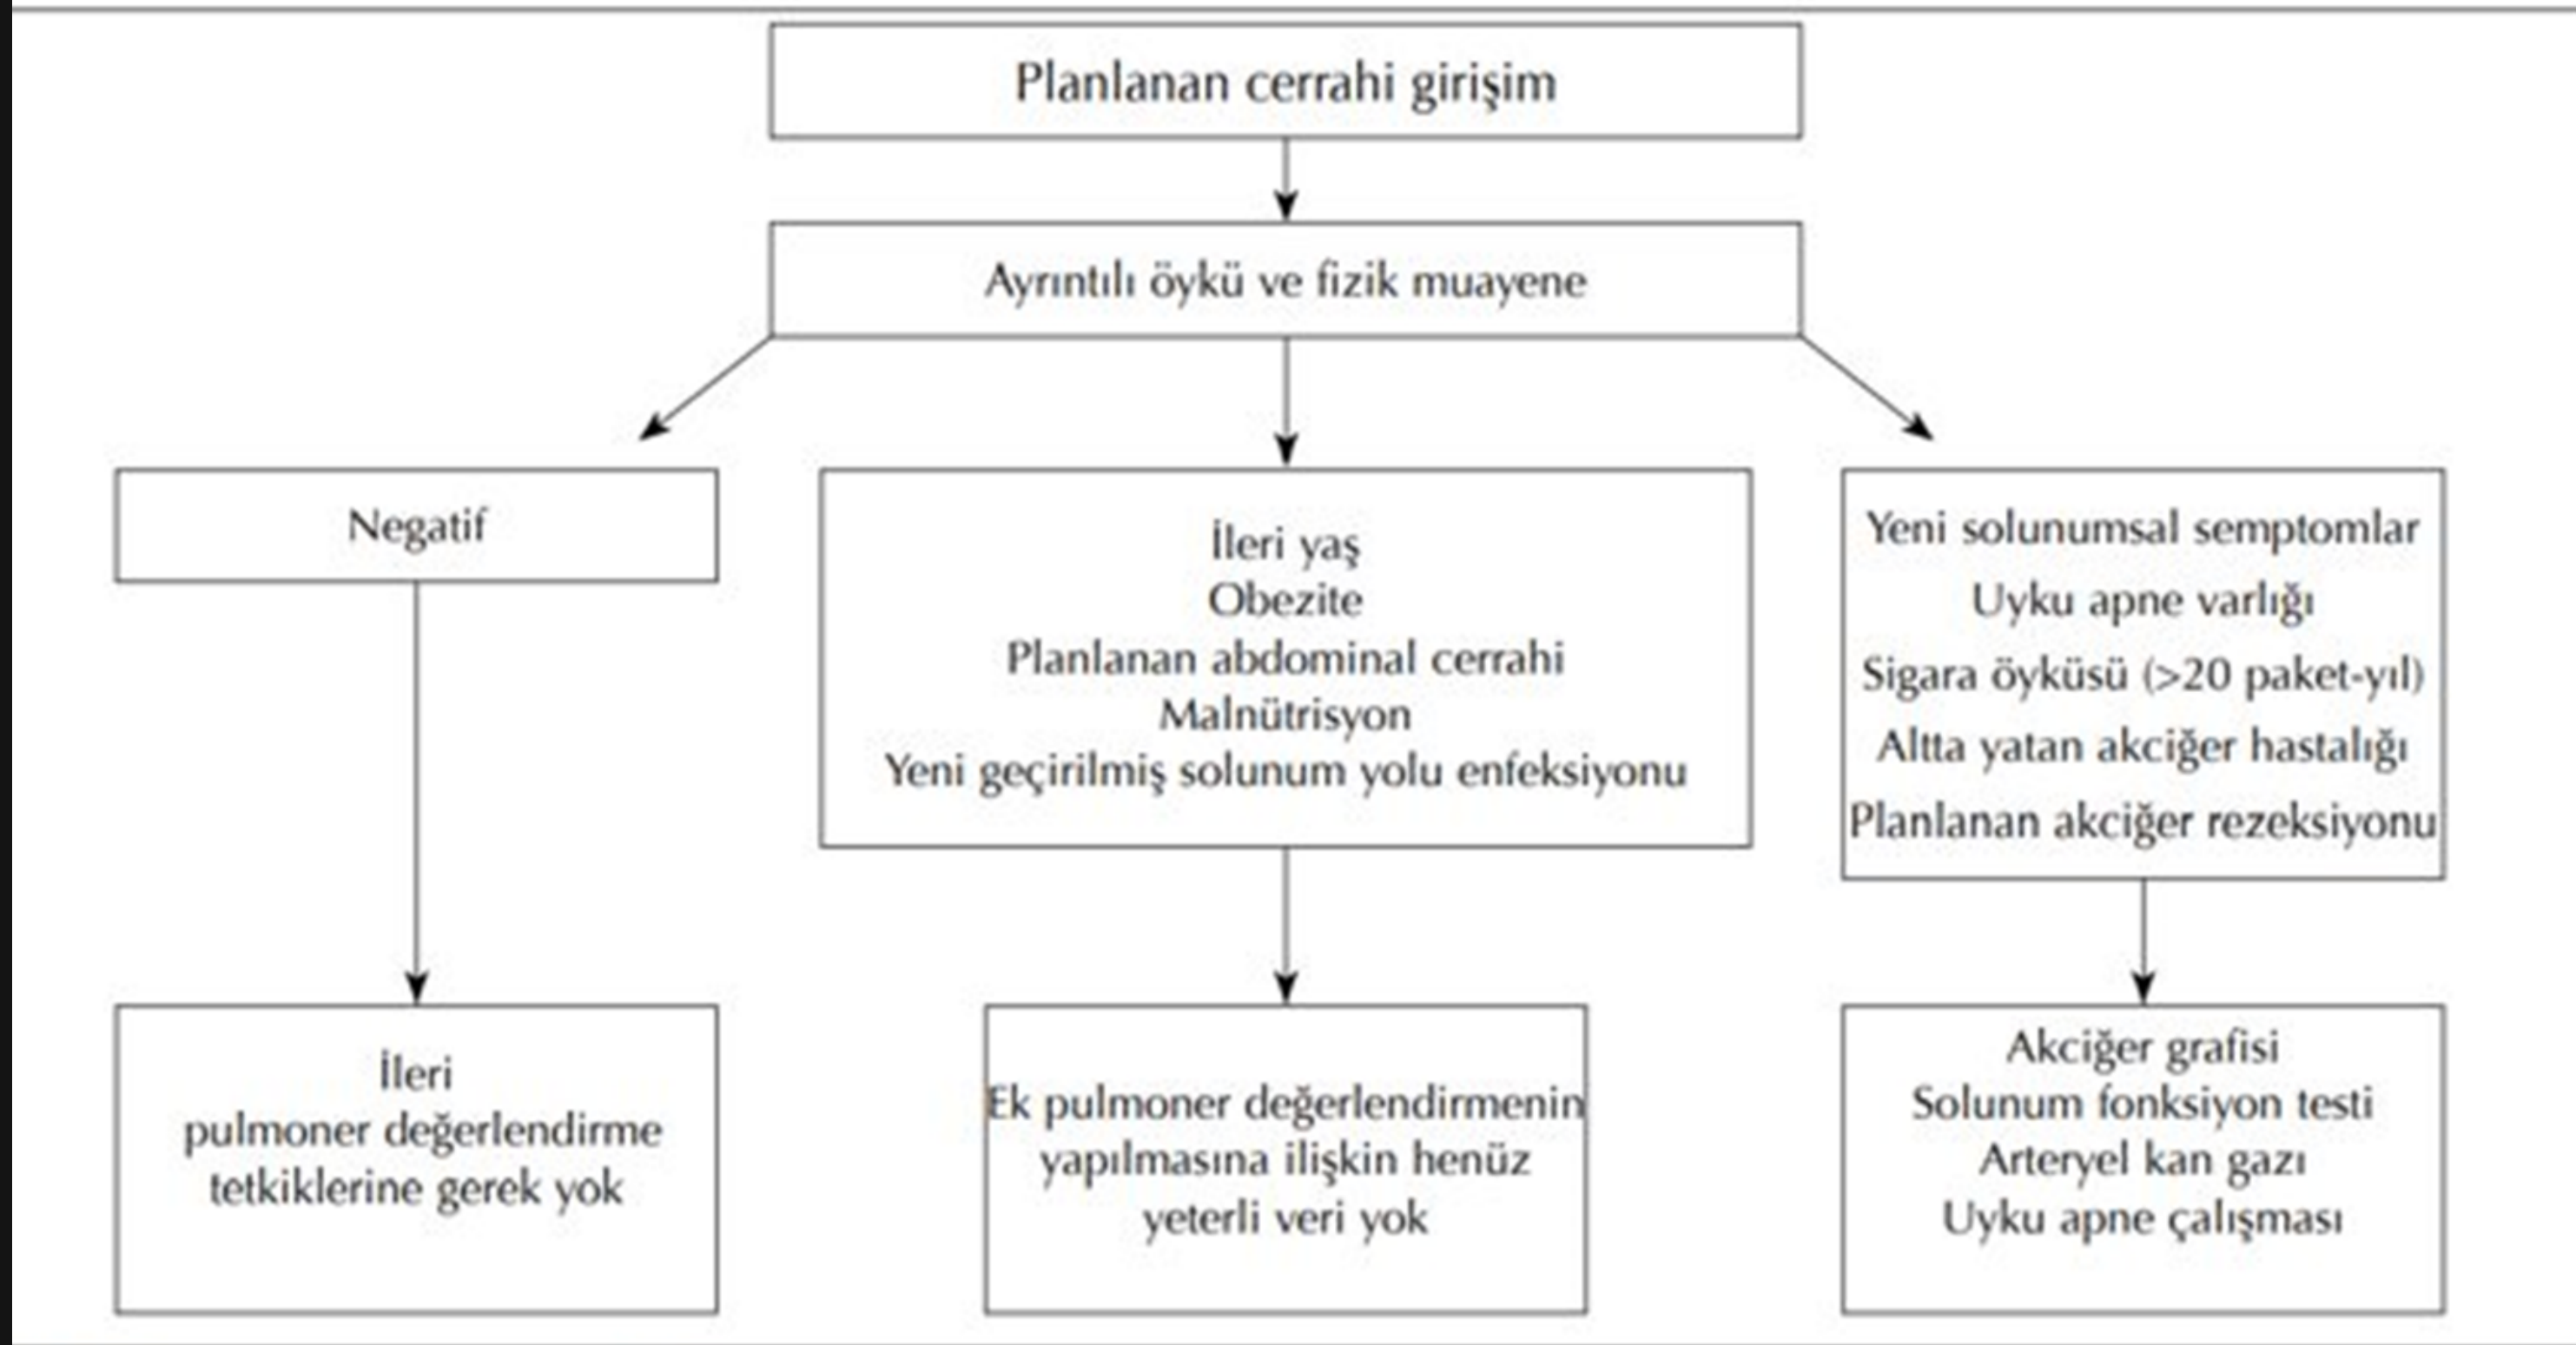 Planlanan cerrahi girişim
Ayrıntılı öykü ve fizik muayene
Negatif
İleri yaş
Obezite
Planlanan abdominal cerrahi
Malnütrisyon
Yeni geçirilmiş solunum yolu enfeksiyonu
Yeni solunumsal semptomlar
Uyku apne varlığı
Sigara öyküsü (>20 paket-yıl)
Altta yatan akciğer hastalığı
Planlanan akciğer rezeksiyonu
İleri
pulmoner değerlendirme
tetkiklerine gerek yok
Ek pulmoner değerlendirmenin
yapılmasına ilişkin henüz
yeterli veri yok
Akciğer grafisi
Solunum fonksiyon testi
Arteryel kan gazı
Uyku apne çalışması